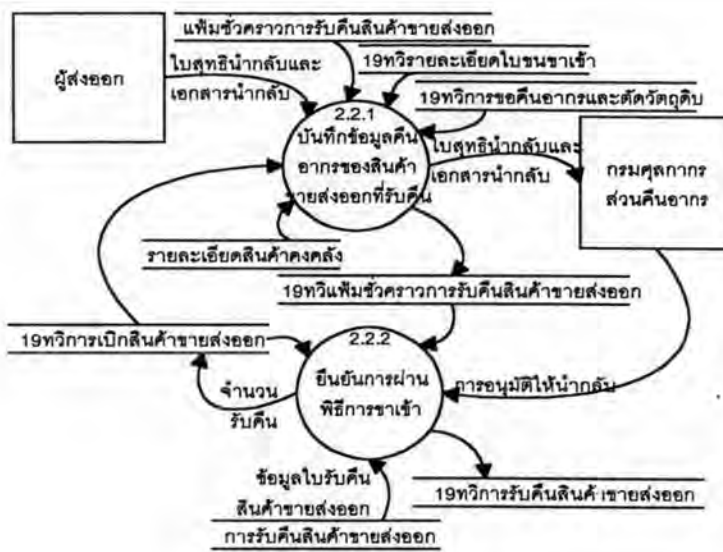 แฟ้มชั่วคราวการรับคืนสินค้าขายส่งออก
ผู้ส่งออก
ใบสุทธินำกลับและ
เอกสารนำกลับ
19ทวิรายละเอียดใบขนขาเข้า
19ทวิการขอคืนอากรและตัดวัตถุดิบ
2.2.1
บันทึกข้อมูลคืน
อากรของสินค้า
ขายส่งออกที่รับคืน
ใบสุทธินำกลับและ
เอกสารนำกลับ
กรมศุลกากร
ส่วนคืนอากร
รายละเอียดสินค้าคงคลัง
19ทวิแฟ้มชั่วคราวการรับคืนสินค้าขายส่งออก
19ทวิการเบิกสินค้าขายส่งออก
2.2.2
ยืนยันการผ่าน
พิธีการขาเข้า
จำนวน
รับคืน
การอนุมัติให้นำกลับ
ข้อมูลใบรับคืน
สินค้าขายส่งออก
การรับคืนสินค้าขายส่งออก
19ทวิการรับคืนสินค้าขายส่งออก